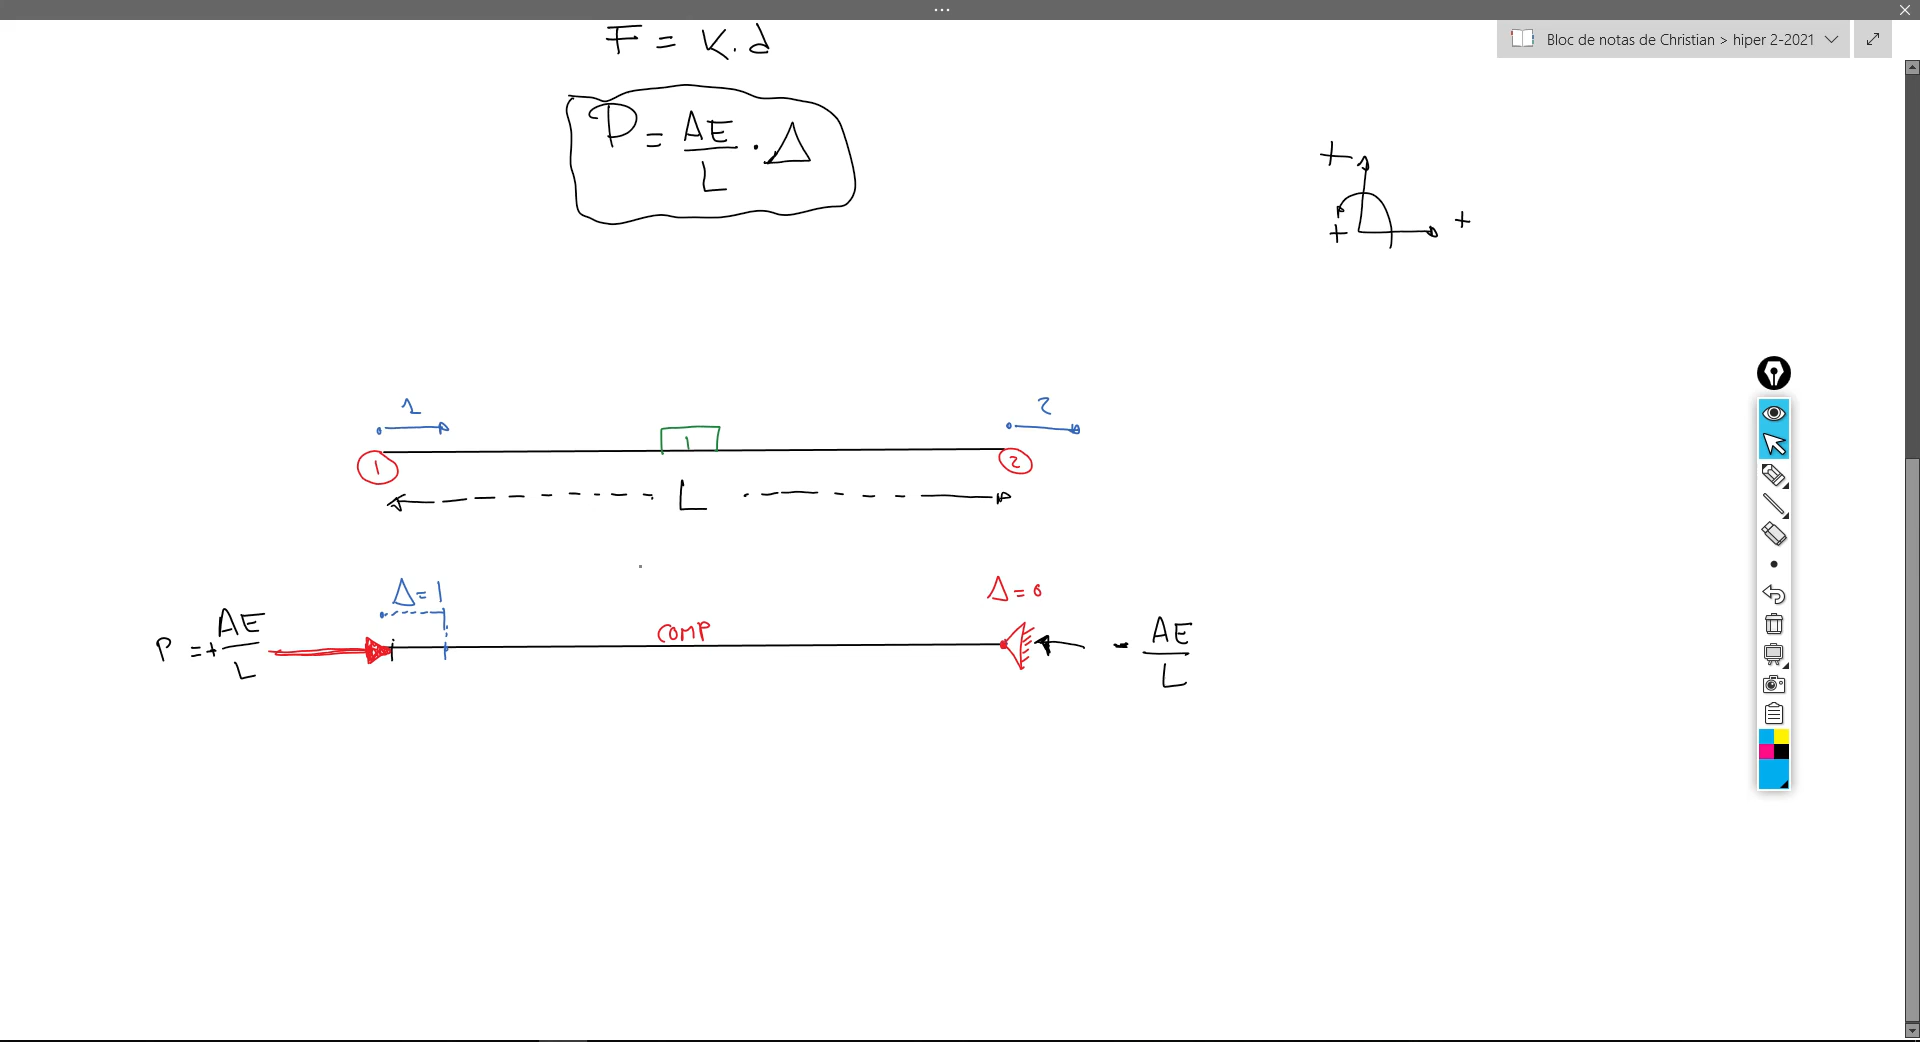 ...
F = K.d
Bloc de notas de Christian > hiper 2-2021
P = AE/L . Δ
+
+ +
1 2
1
1 2
L
Δ=1 Δ=0
P = + AE/L COMP - AE/L